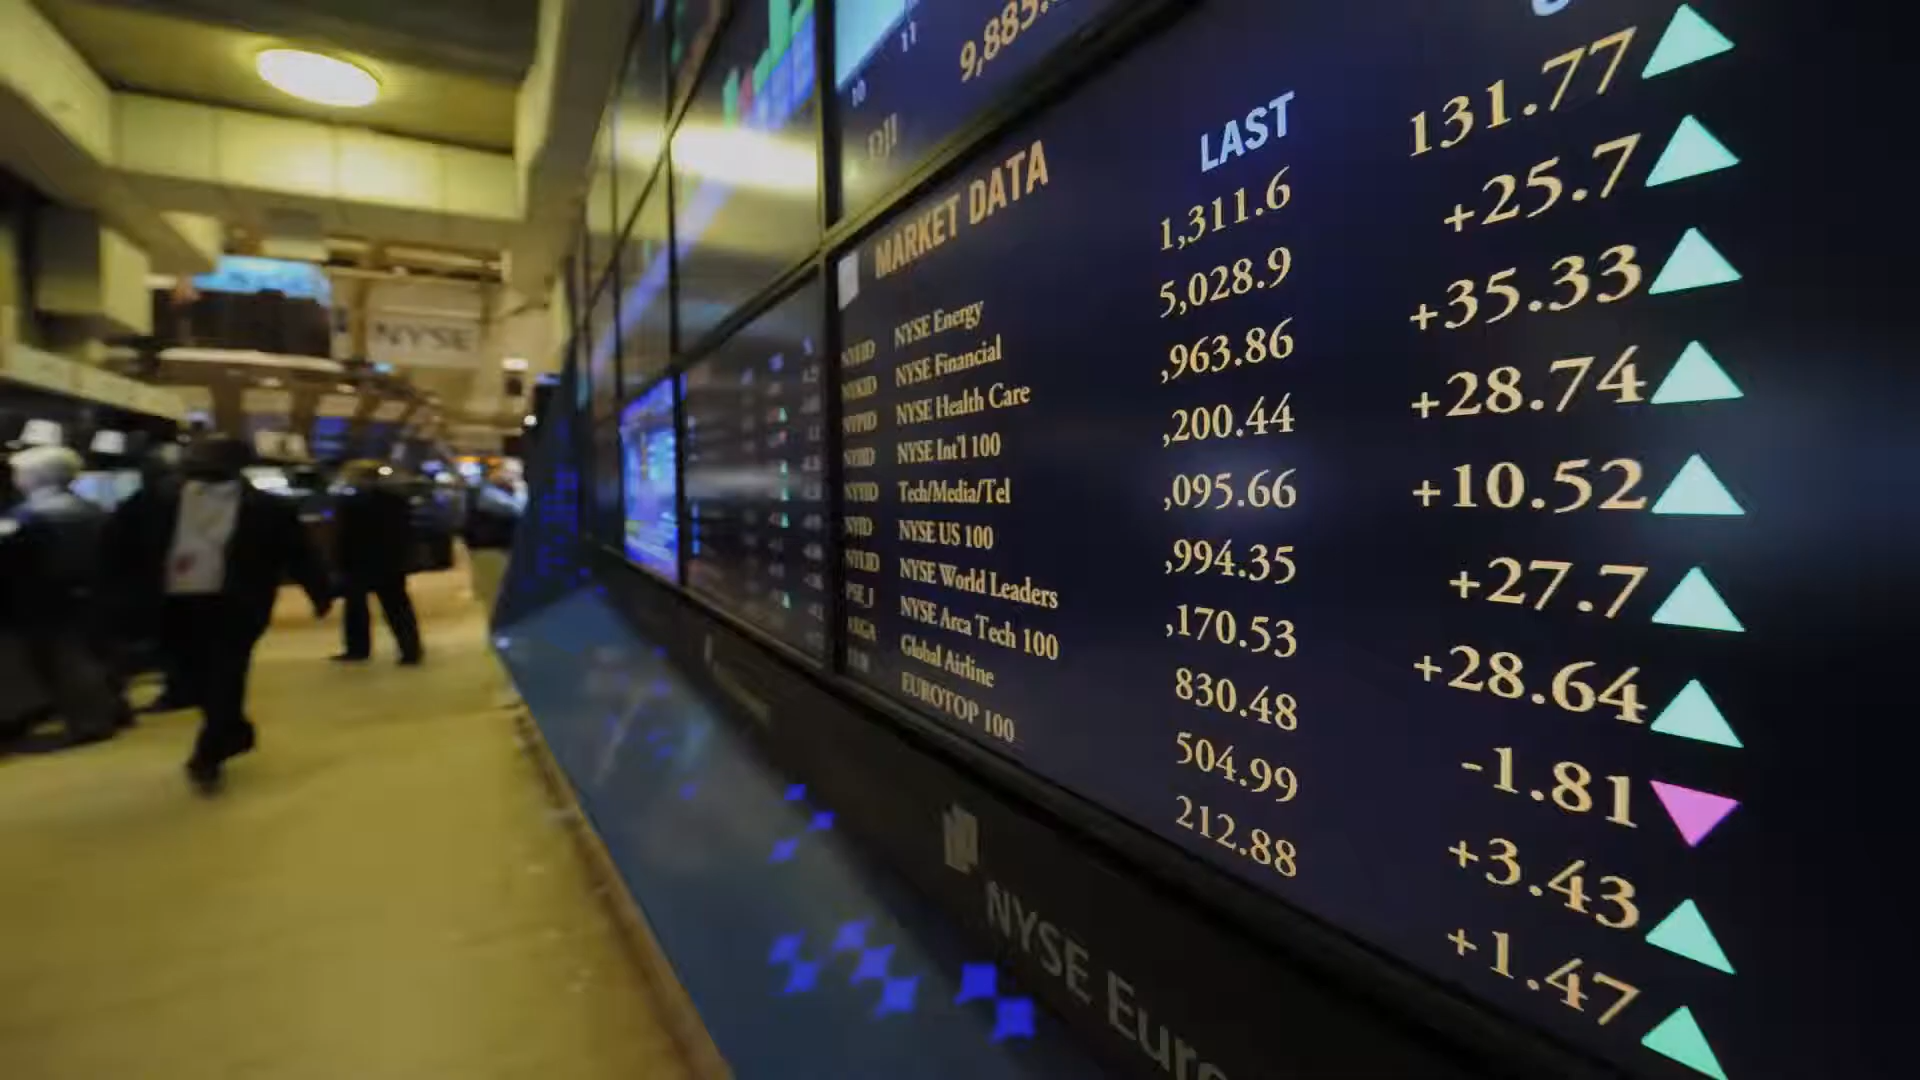 9,885.
10 11
DJI
MARKET DATA LAST
NYSE Energy 1,311.6 131.77
NYSE Financial 5,028.9 +25.7
NYSE Health Care ,963.86 +35.33
NYSE Int'l 100 ,200.44 +28.74
Tech/Media/Tel ,095.66 +10.52
NYSE US 100 ,994.35 +27.7
NYSE World Leaders ,170.53 +28.64
NYSE Arca Tech 100 830.48 -1.81
Global Airline 504.99 +3.43
EUROTOP 100 212.88 +1.47
NYSE
NYSE Euro